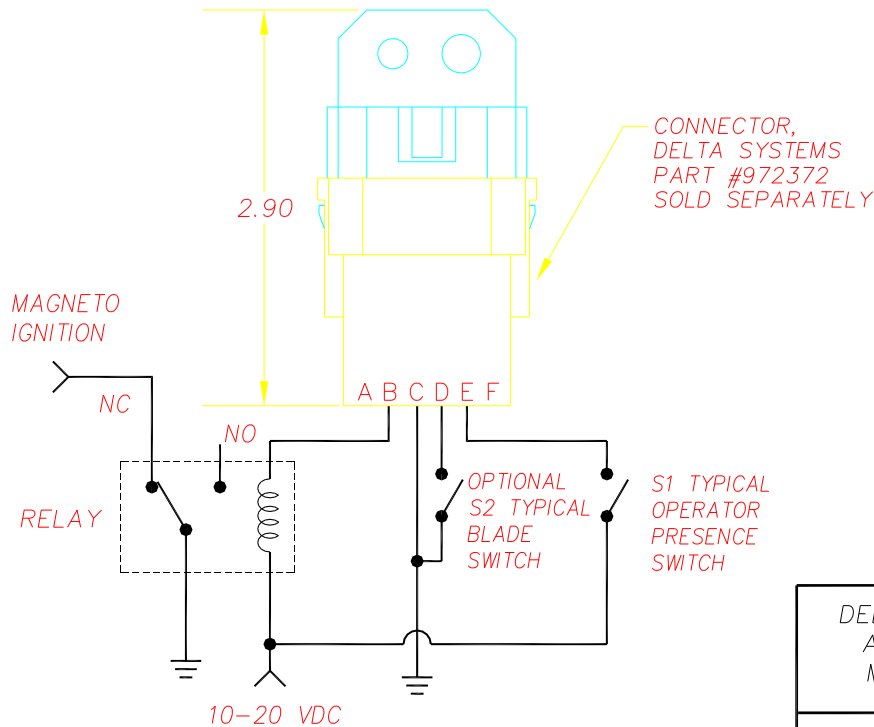 CONNECTOR,
DELTA SYSTEMS
PART #972372
SOLD SEPARATELY
2.90
MAGNETO
IGNITION
A B C D E F
NC
NO
RELAY
OPTIONAL
S2 TYPICAL
BLADE
SWITCH
S1 TYPICAL
OPERATOR
PRESENCE
SWITCH
10-20 VDC